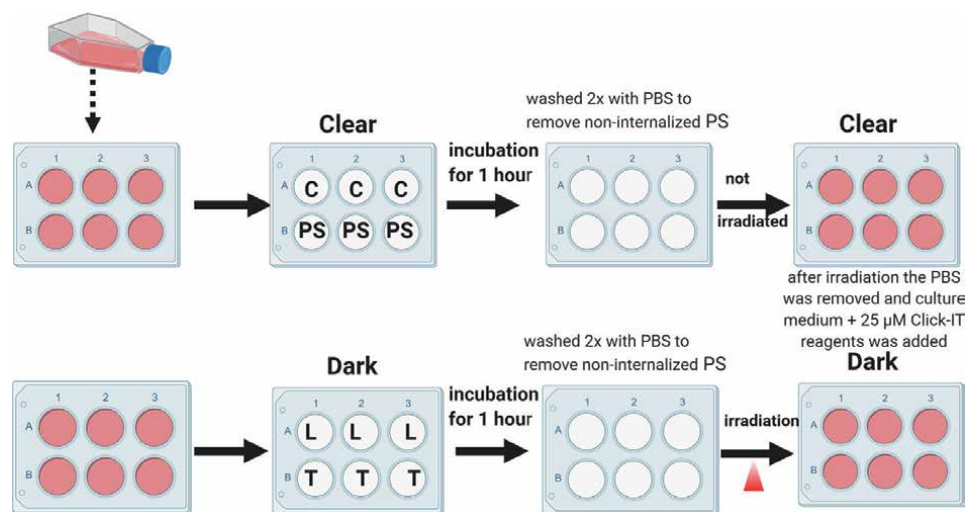 washed 2x with PBS to
remove non-internalized PS
Clear
incubation
for 1 hour
Clear
1 2 3
A
B
1 2 3
A C C C
B PS PS PS
1 2 3
A
B
not
irradiated
1 2 3
A
B
after irradiation the PBS
was removed and culture
medium + 25 µM Click-IT
reagents was added
washed 2x with PBS to
remove non-internalized PS
Dark
incubation
for 1 hour
Dark
1 2 3
A
B
1 2 3
A L L L
B T T T
1 2 3
A
B
irradiation
1 2 3
A
B